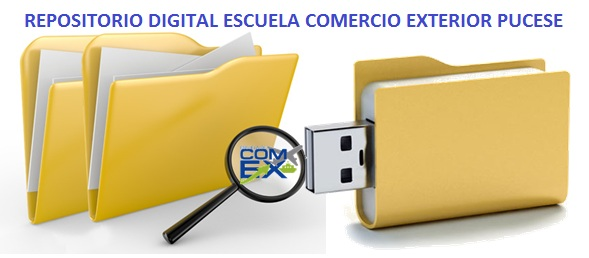 REPOSITORIO DIGITAL ESCUELA COMERCIO EXTERIOR PUCESE
COM
EX